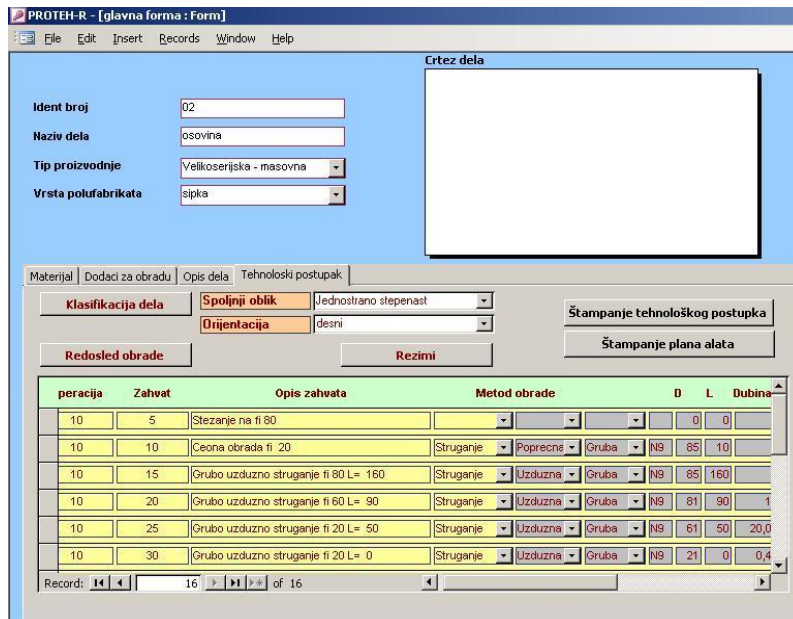 PROTEH-R - [glavna forma : Form]
File Edit Insert Records Window Help
Crtez dela
Ident broj 02
Naziv dela osovina
Tip proizvodnje Velikoserijska - masovna
Vrsta polufabrikata sipka
Materijal Dodaci za obradu Opis dela Tehnoloski postupak
Klasifikacija dela Spoljnji oblik Jednostrano stepenast
Orijentacija desni
Štampanje tehnološkog postupka
Štampanje plana alata
Redosled obrade Rezimi
peracija Zahvat Opis zahvata Metod obrade D L Dubina
10 5 Stezanje na fi 80 0 0
10 10 Ceona obrada fi 20 Struganje Poprecna Gruba N9 85 10
10 15 Grubo uzduzno struganje fi 80 L= 160 Struganje Uzduzna Gruba N9 85 160
10 20 Grubo uzduzno struganje fi 60 L= 90 Struganje Uzduzna Gruba N9 81 90 1
10 25 Grubo uzduzno struganje fi 20 L= 50 Struganje Uzduzna Gruba N9 61 50 20,0
10 30 Grubo uzduzno struganje fi 20 L= 0 Struganje Uzduzna Gruba N9 21 0 0,4
Record: 16 of 16